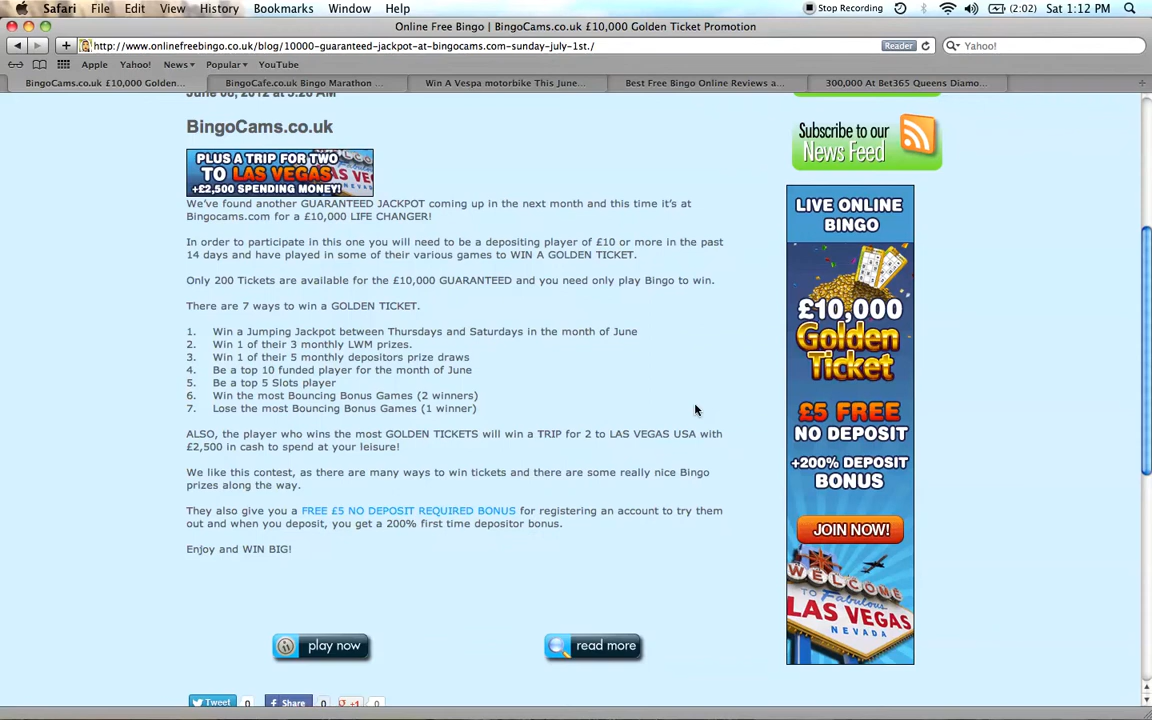 Safari File Edit View History Bookmarks Window Help Stop Recording (2:02) Sat 1:12 PM
Online Free Bingo | BingoCams.co.uk £10,000 Golden Ticket Promotion
http://www.onlinefreebingo.co.uk/blog/10000-guaranteed-jackpot-at-bingocams.com-sunday-july-1st./ Reader Yahoo!
Apple Yahoo! News Popular YouTube
BingoCams.co.uk £10,000 Golden... BingoCafe.co.uk Bingo Marathon ... Win A Vespa motorbike This June... Best Free Bingo Online Reviews a... 300,000 At Bet365 Queens Diamo...
June 08, 2012 at 5:26 AM
BingoCams.co.uk
PLUS A TRIP FOR TWO
TO LAS VEGAS
+£2,500 SPENDING MONEY!
We've found another GUARANTEED JACKPOT coming up in the next month and this time it's at
Bingocams.com for a £10,000 LIFE CHANGER!
In order to participate in this one you will need to be a depositing player of £10 or more in the past
14 days and have played in some of their various games to WIN A GOLDEN TICKET.
Only 200 Tickets are available for the £10,000 GUARANTEED and you need only play Bingo to win.
There are 7 ways to win a GOLDEN TICKET.
1. Win a Jumping Jackpot between Thursdays and Saturdays in the month of June
2. Win 1 of their 3 monthly LWM prizes.
3. Win 1 of their 5 monthly depositors prize draws
4. Be a top 10 funded player for the month of June
5. Be a top 5 Slots player
6. Win the most Bouncing Bonus Games (2 winners)
7. Lose the most Bouncing Bonus Games (1 winner)
ALSO, the player who wins the most GOLDEN TICKETS will win a TRIP for 2 to LAS VEGAS USA with
£2,500 in cash to spend at your leisure!
We like this contest, as there are many ways to win tickets and there are some really nice Bingo
prizes along the way.
They also give you a FREE £5 NO DEPOSIT REQUIRED BONUS for registering an account to try them
out and when you deposit, you get a 200% first time depositor bonus.
Enjoy and WIN BIG!
play now read more
Tweet 0 Share 0 +1 0
Subscribe to our
News Feed
LIVE ONLINE
BINGO
£10,000
Golden
Ticket
£5 FREE
NO DEPOSIT
+200% DEPOSIT
BONUS
JOIN NOW!
WELCOME
TO Fabulous
LAS VEGAS
NEVADA